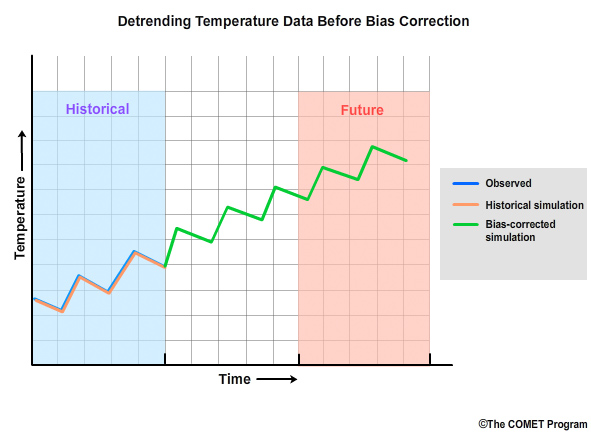 Detrending Temperature Data Before Bias Correction
Historical
Future
Temperature
Observed
Historical simulation
Bias-corrected
simulation
Time
©The COMET Program